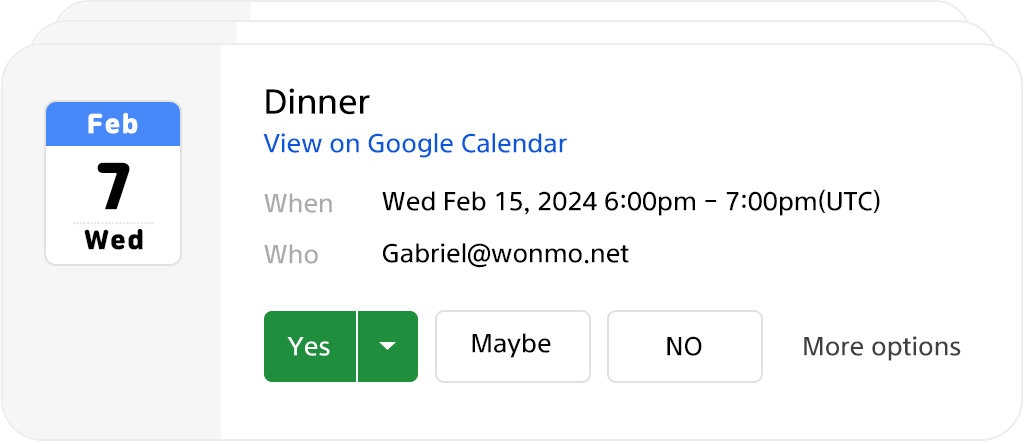 Feb
7
Wed
Dinner
View on Google Calendar
When Wed Feb 15, 2024 6:00pm - 7:00pm(UTC)
Who Gabriel@wonmo.net
Yes Maybe NO More options